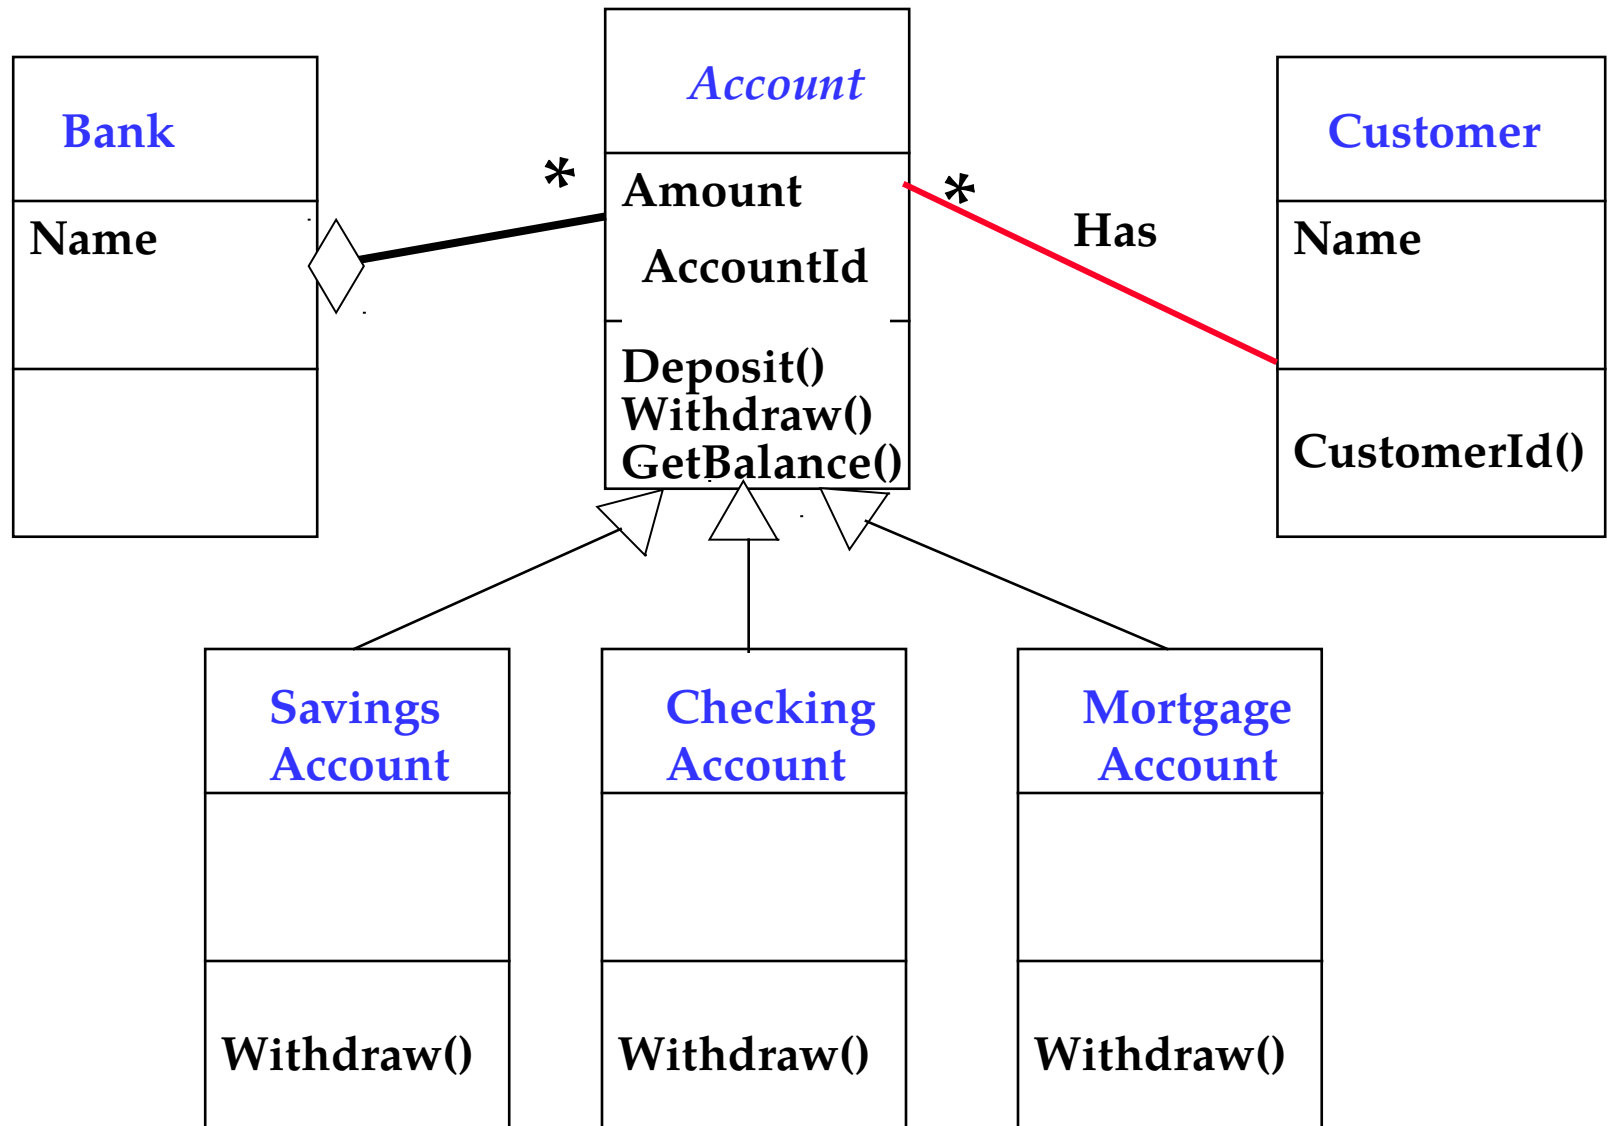 Bank
Name
*
Account
Amount
AccountId
Deposit()
Withdraw()
GetBalance()
*
Has
Customer
Name
CustomerId()
Savings
Account
Withdraw()
Checking
Account
Withdraw()
Mortgage
Account
Withdraw()